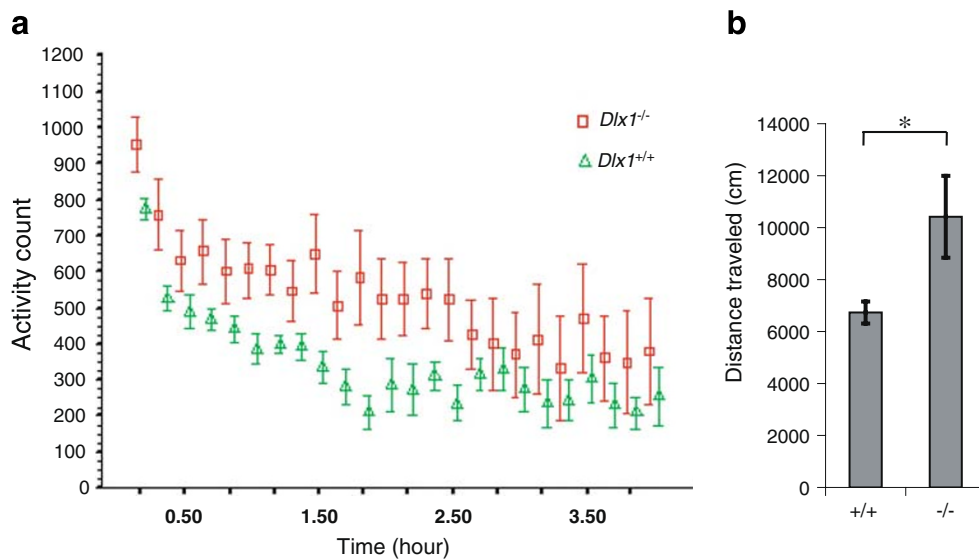 a
1200
1100
1000
900
800
700
600
500
400
300
200
100
0
Activity count
Dlx1-/-
Dlx1+/+
0.50 1.50 2.50 3.50
Time (hour)
b
14000
12000
10000
8000
6000
4000
2000
0
Distance traveled (cm)
*
+/+ -/-